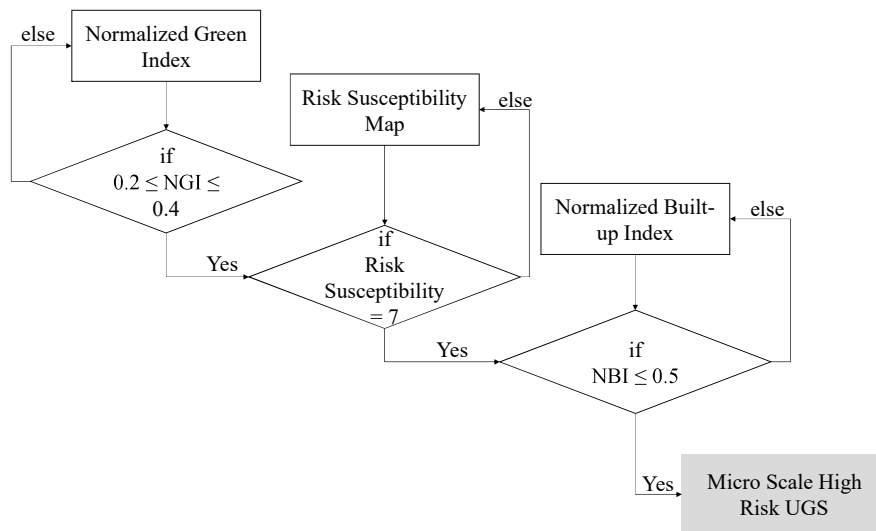 else
Normalized Green
Index
if
0.2 ≤ NGI ≤
0.4
Yes
Risk Susceptibility
Map
else
if
Risk
Susceptibility
= 7
Yes
Normalized Built-
up Index
else
if
NBI ≤ 0.5
Yes
Micro Scale High
Risk UGS